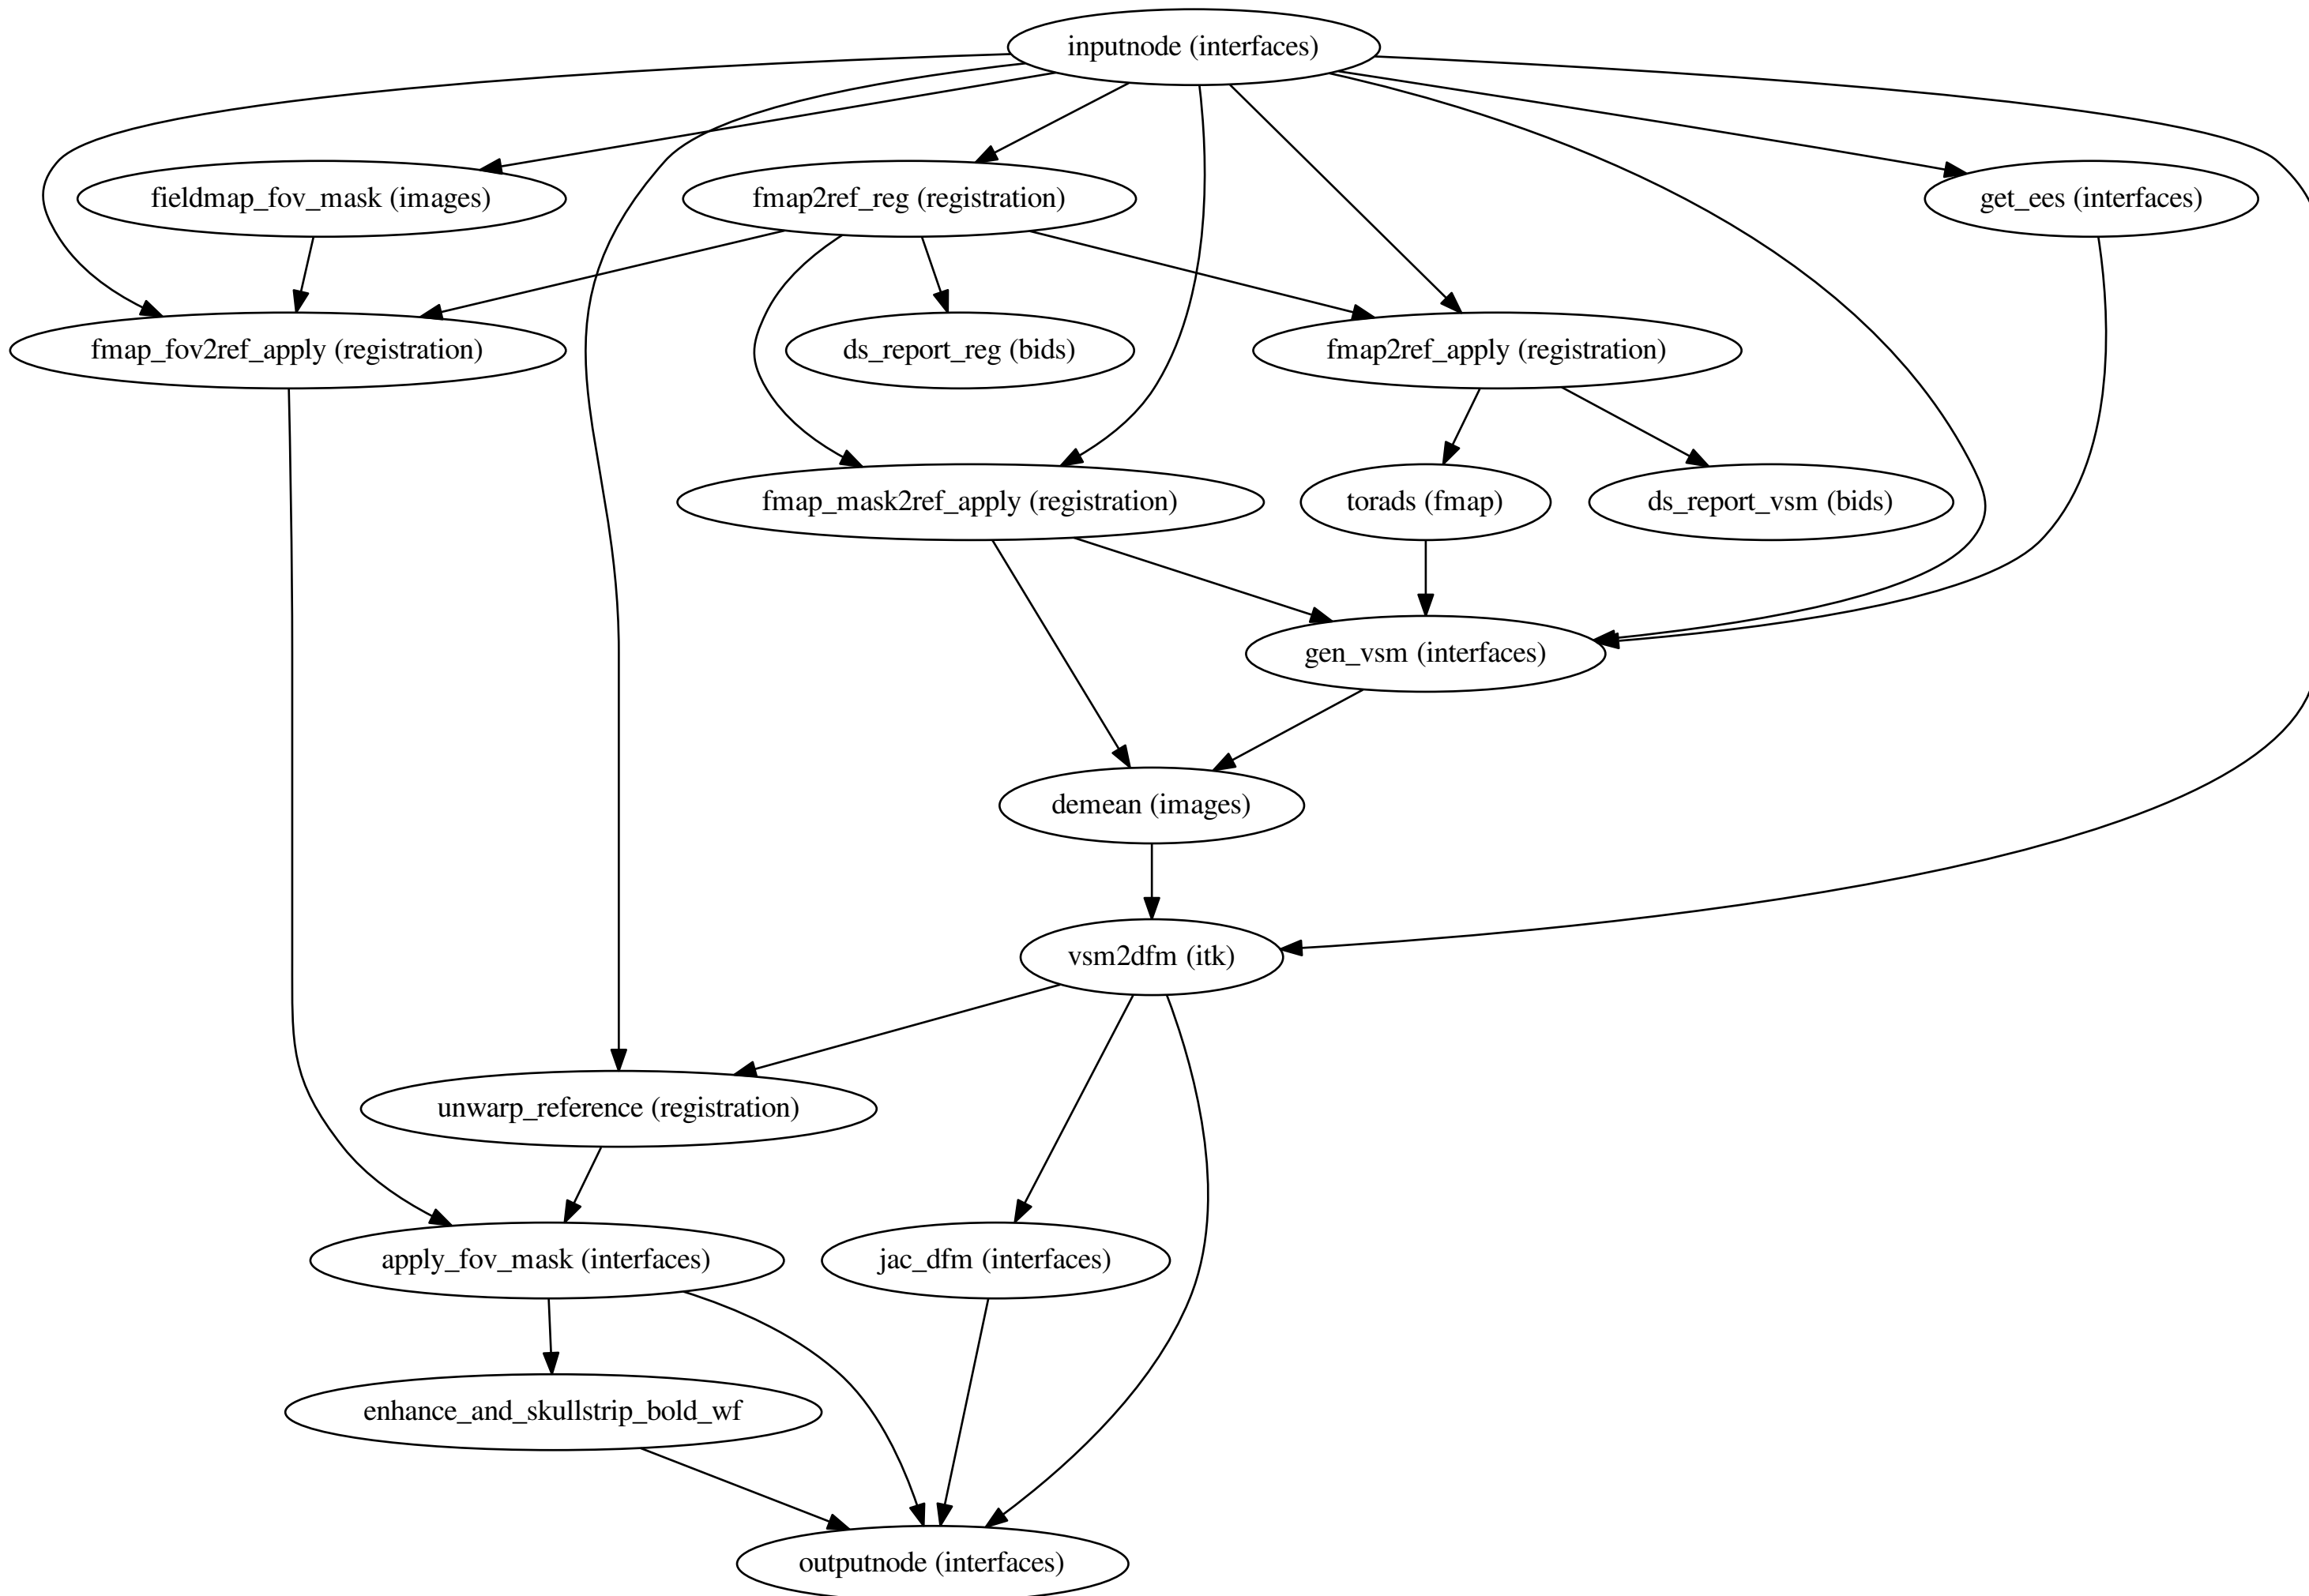 inputnode (interfaces)
fieldmap_fov_mask (images)
fmap2ref_reg (registration)
get_ees (interfaces)
fmap_fov2ref_apply (registration)
ds_report_reg (bids)
fmap2ref_apply (registration)
fmap_mask2ref_apply (registration)
torads (fmap)
ds_report_vsm (bids)
gen_vsm (interfaces)
demean (images)
vsm2dfm (itk)
unwarp_reference (registration)
apply_fov_mask (interfaces)
jac_dfm (interfaces)
enhance_and_skullstrip_bold_wf
outputnode (interfaces)